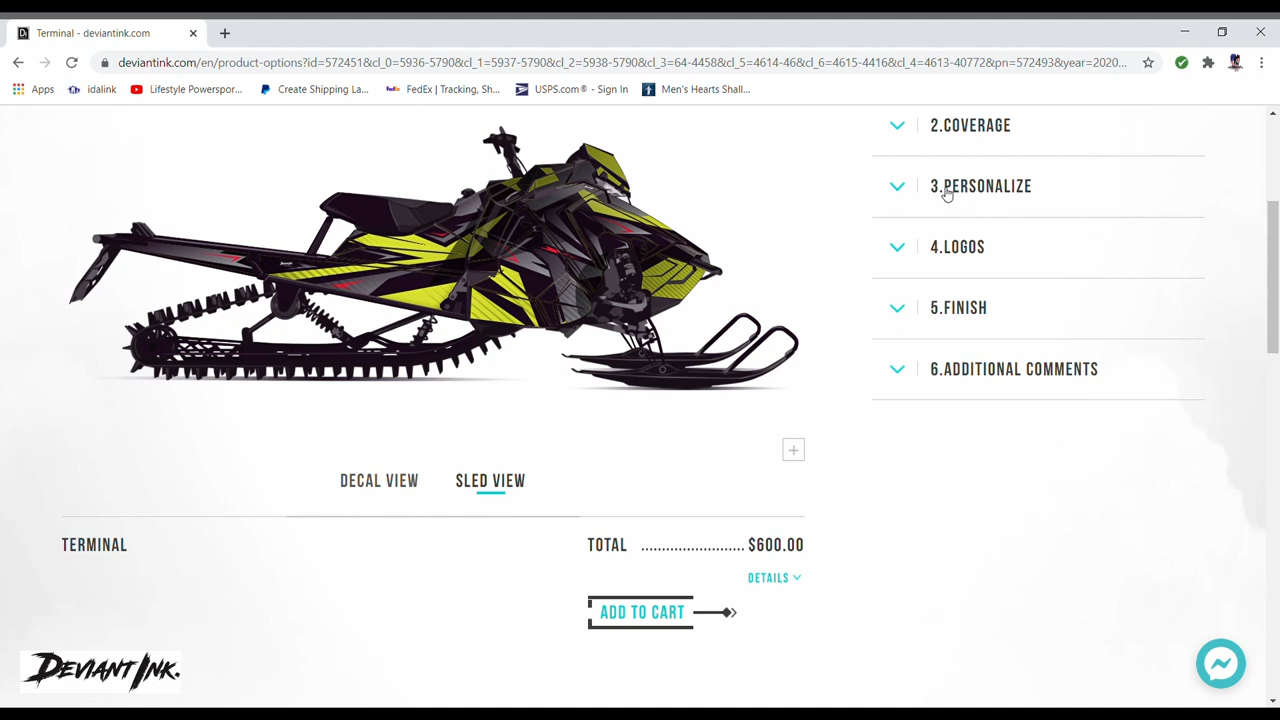 Terminal - deviantink.com
deviantink.com/en/product-options?id=572451&cl_0=5936-57908&cl_1=5937-5790&cl_2=5938-57908&cl_3=64-4458&cl_5=4614-46&cl_6=4615-4416&cl_4=4613-40772&pn=572493&year=2020...
Apps
idalink
Lifestyle Powerspor...
Create Shipping La...
FedEx | Tracking, Sh...
USPS.com® - Sign In
Men's Hearts Shall...
2.COVERAGE
3.PERSONALIZE
4.LOGOS
5.FINISH
6.ADDITIONAL COMMENTS
DECAL VIEW
SLED VIEW
TERMINAL
TOTAL ......................... $600.00
DETAILS
ADD TO CART
DEVIANT INK.